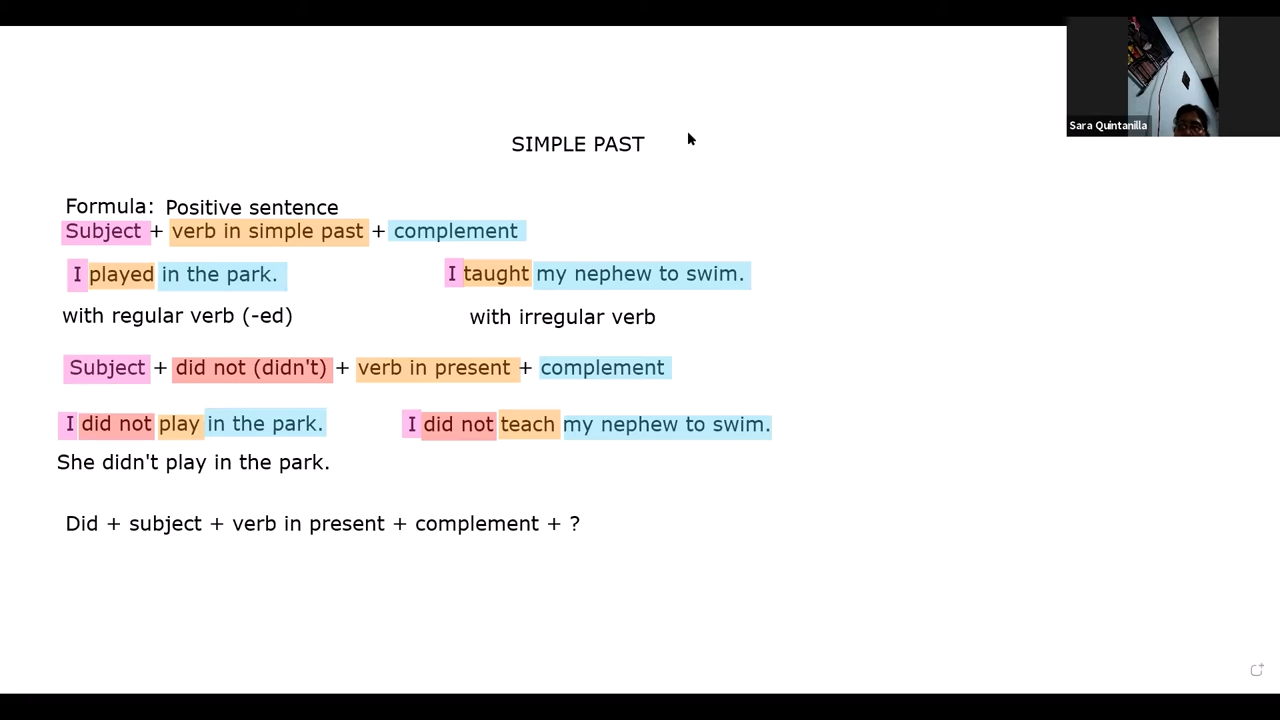 Sara Quintanilla
SIMPLE PAST
Formula: Positive sentence
Subject + verb in simple past + complement
I played in the park. I taught my nephew to swim.
with regular verb (-ed) with irregular verb
Subject + did not (didn't) + verb in present + complement
I did not play in the park. I did not teach my nephew to swim.
She didn't play in the park.
Did + subject + verb in present + complement + ?